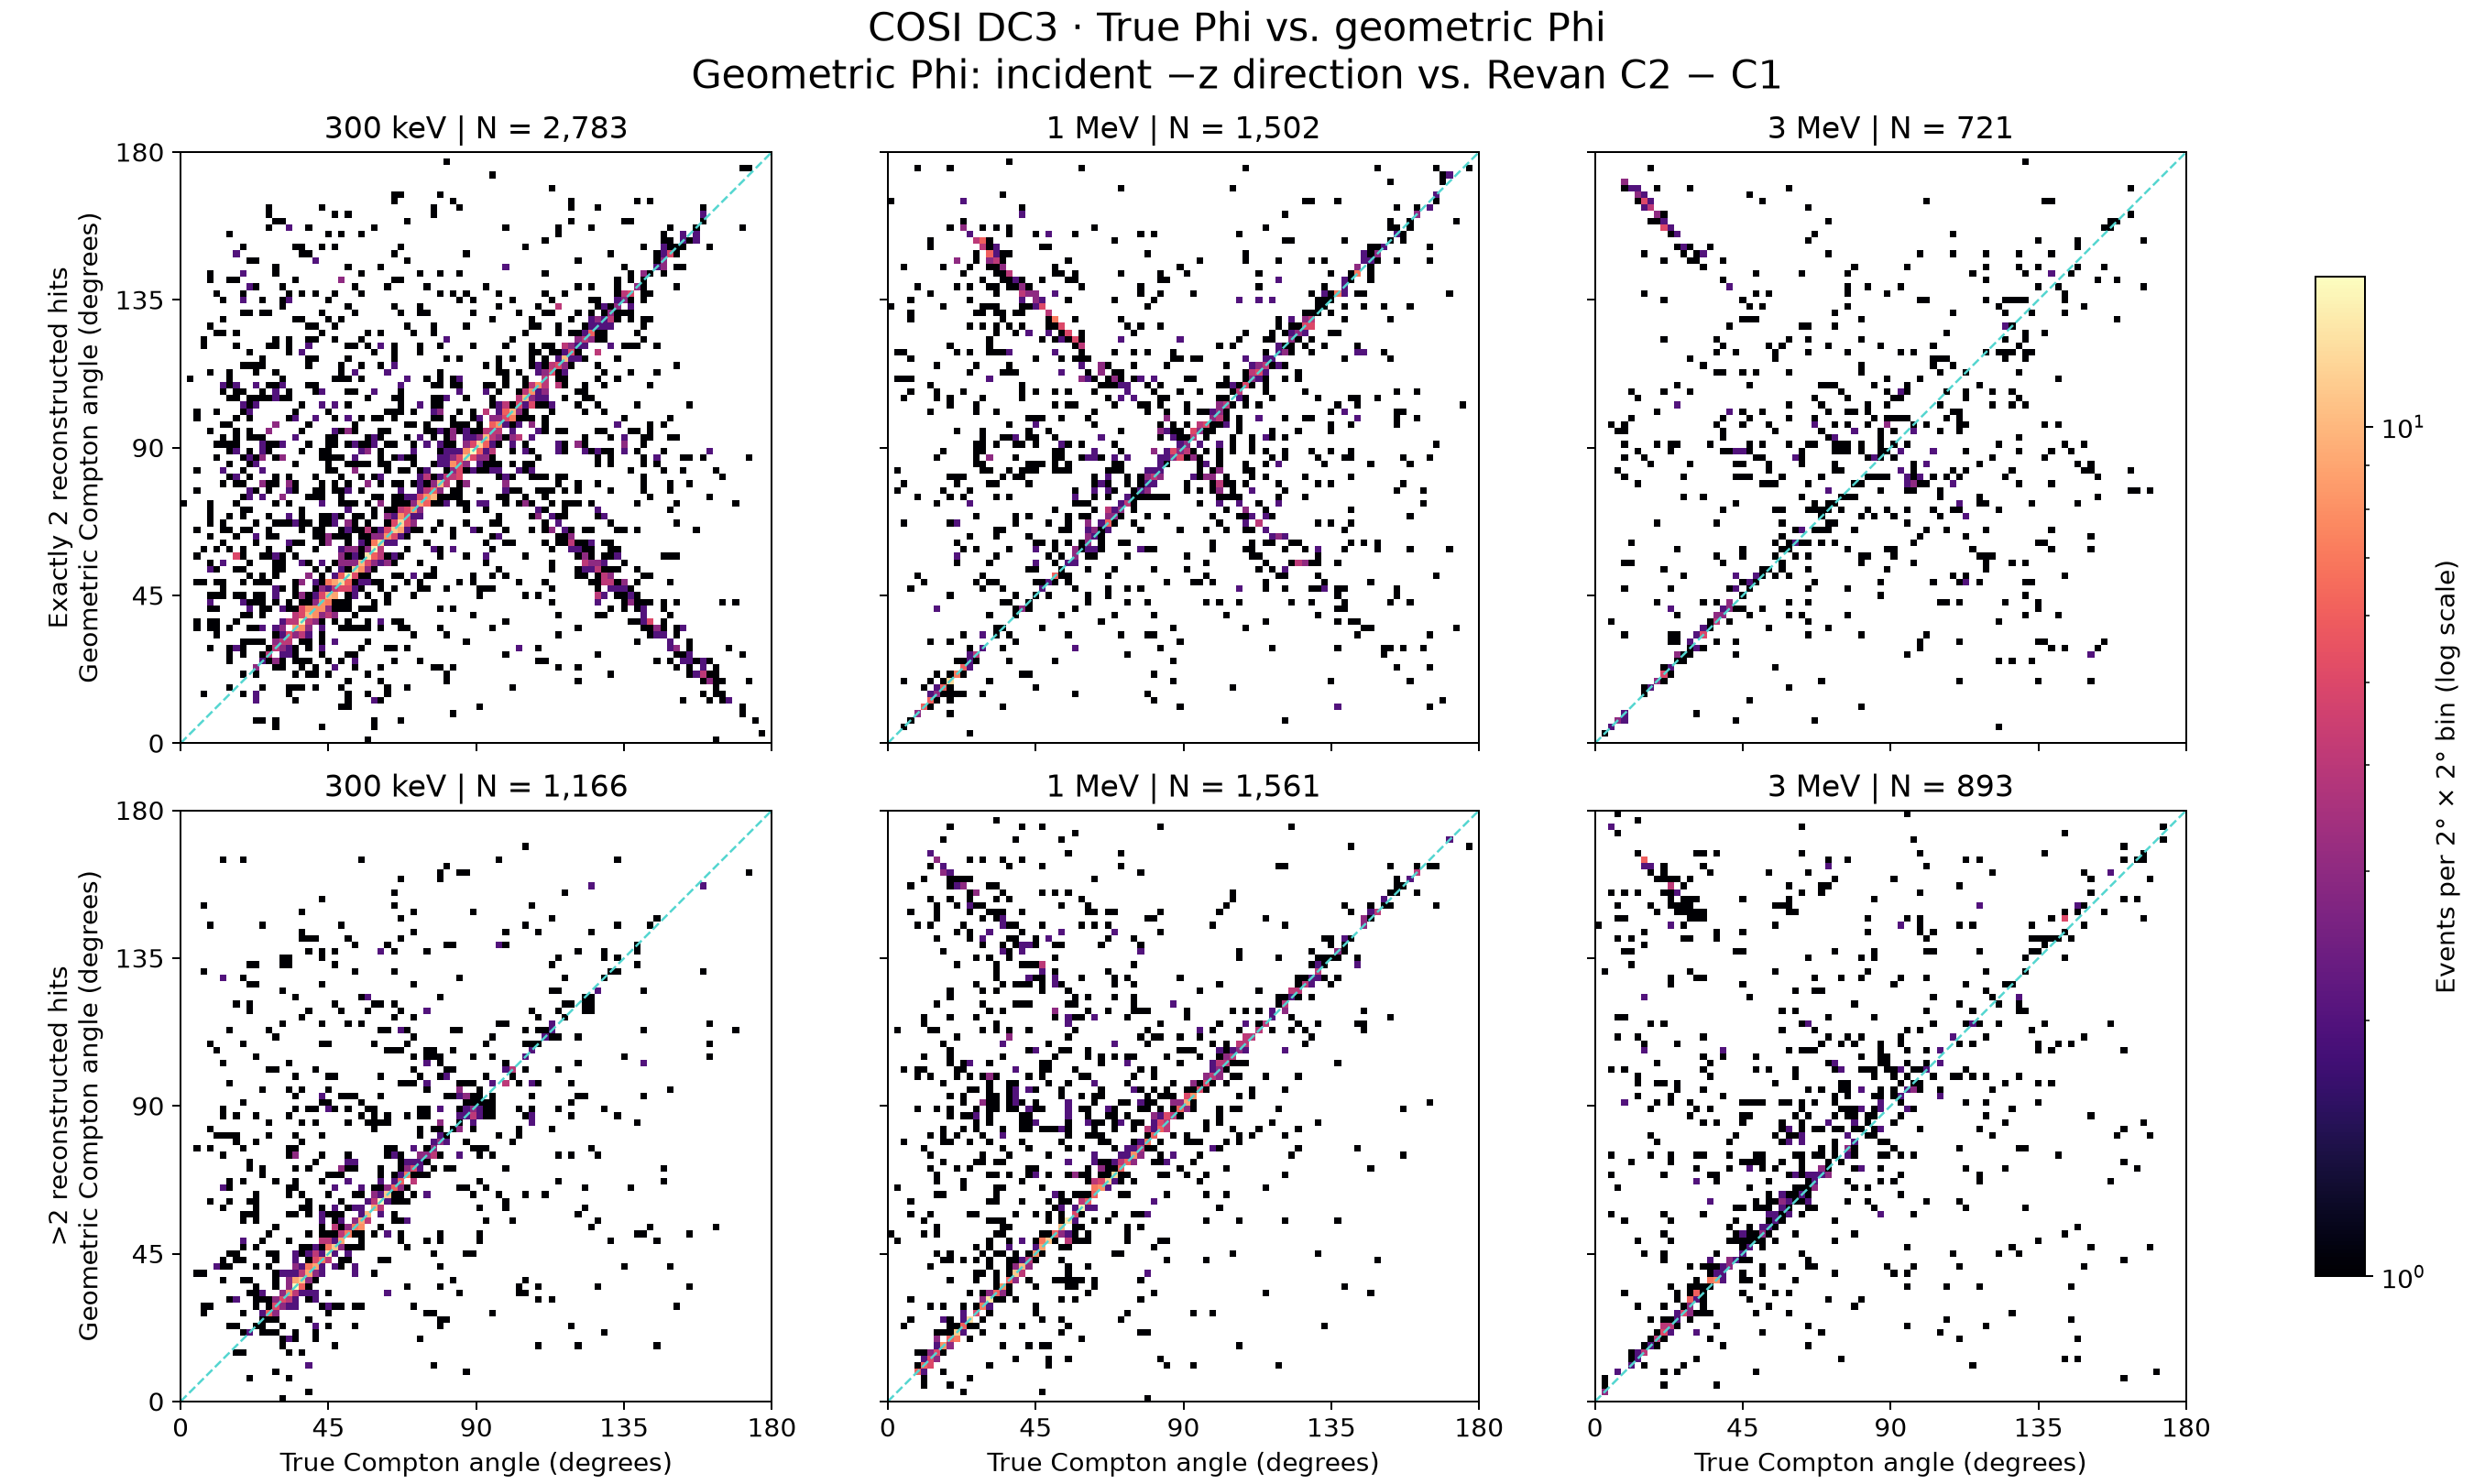 COSI DC3 · True Phi vs. geometric Phi
Geometric Phi: incident −z direction vs. Revan C2 − C1
300 keV | N = 2,783
1 MeV | N = 1,502
3 MeV | N = 721
Exactly 2 reconstructed hits
Geometric Compton angle (degrees)
180
135
90
45
0
300 keV | N = 1,166
1 MeV | N = 1,561
3 MeV | N = 893
>2 reconstructed hits
Geometric Compton angle (degrees)
180
135
90
45
0
0 45 90 135 180
0 45 90 135 180
0 45 90 135 180
True Compton angle (degrees)
True Compton angle (degrees)
True Compton angle (degrees)
10¹
10⁰
Events per 2° × 2° bin (log scale)